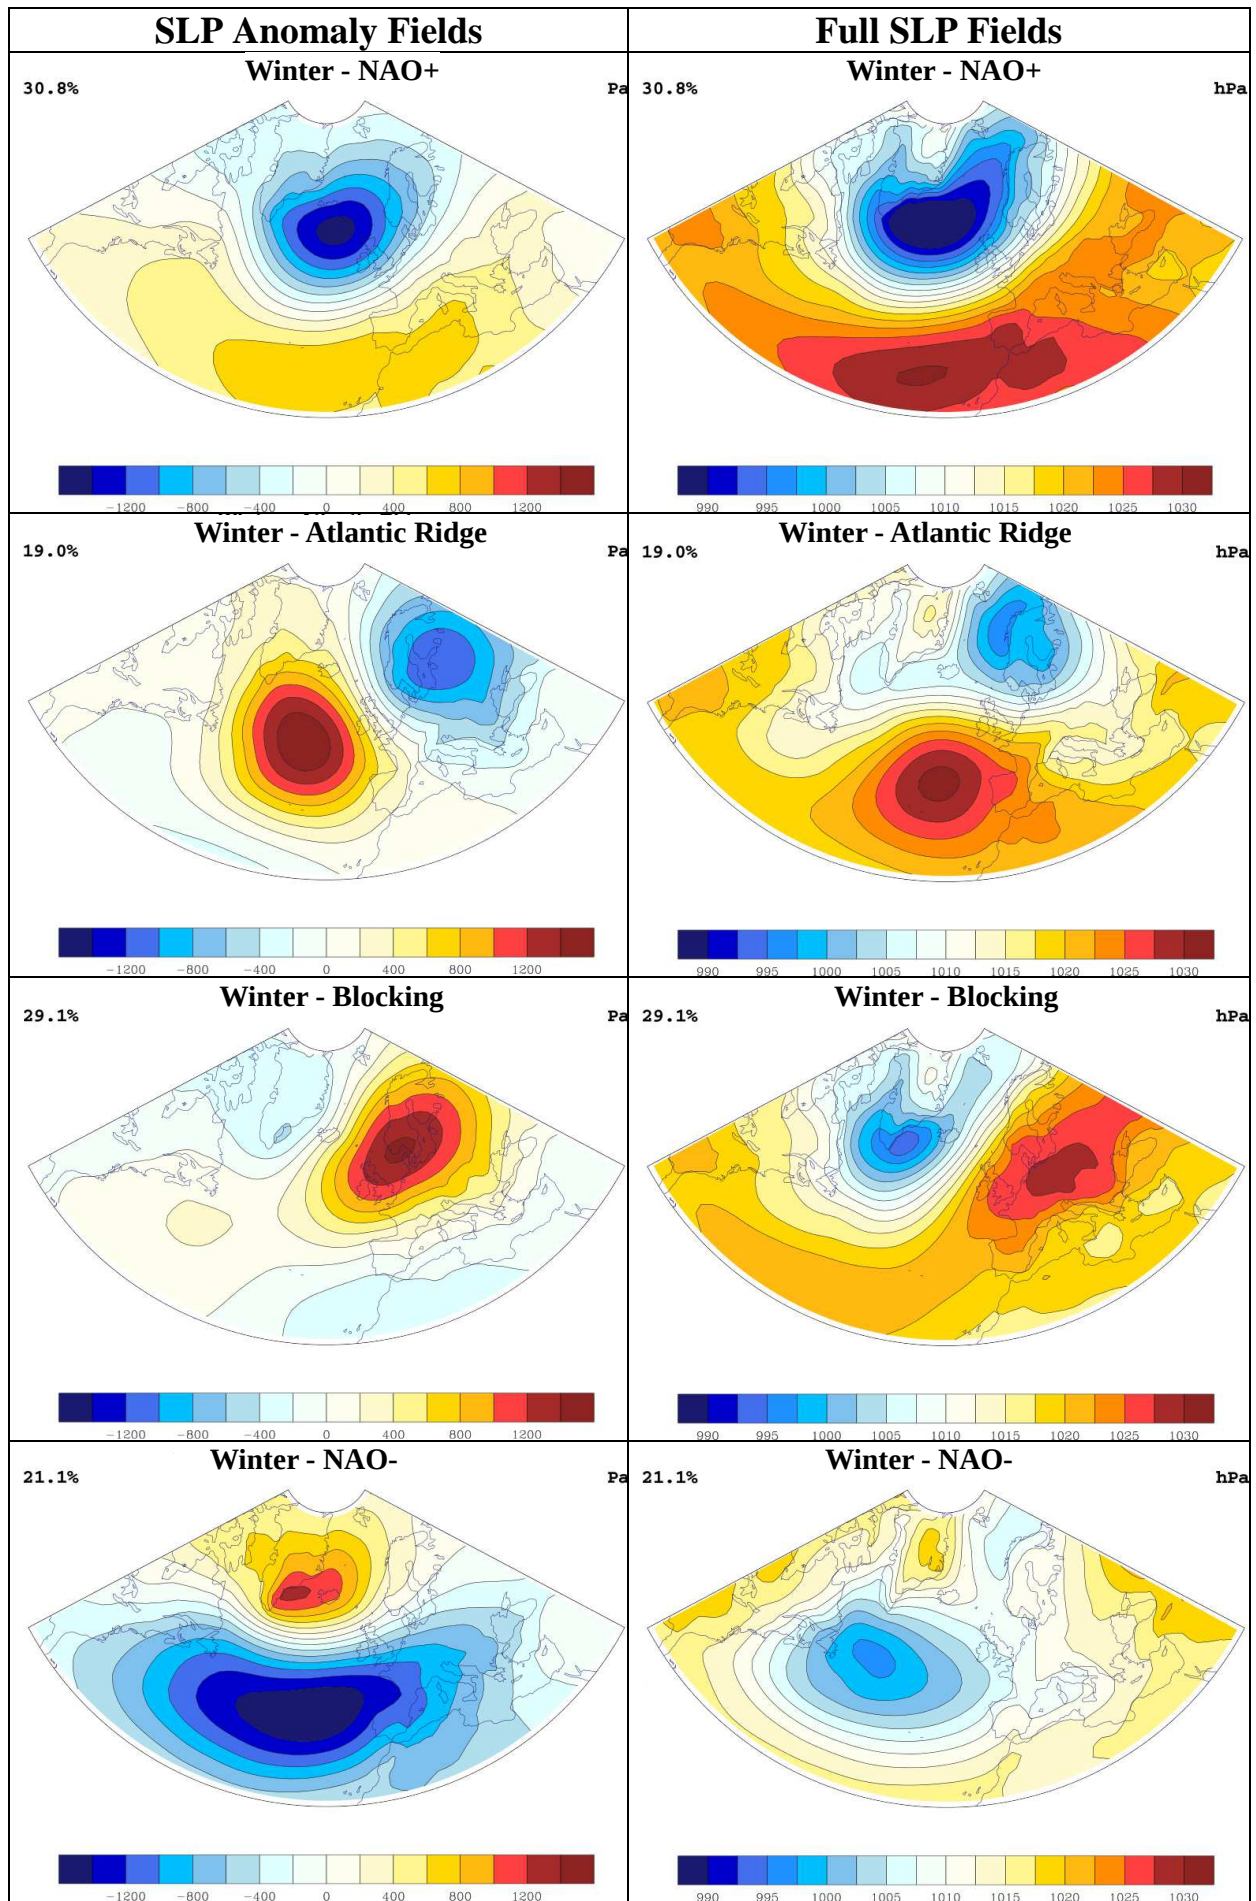 SLP Anomaly Fields
Full SLP Fields
Winter - NAO+
30.8%
Pa
Winter - NAO+
30.8%
hPa
-1200 -800 -400 0 400 800 1200
990 995 1000 1005 1010 1015 1020 1025 1030
Winter - Atlantic Ridge
19.0%
Pa
Winter - Atlantic Ridge
19.0%
hPa
-1200 -800 -400 0 400 800 1200
990 995 1000 1005 1010 1015 1020 1025 1030
Winter - Blocking
29.1%
Pa
Winter - Blocking
29.1%
hPa
-1200 -800 -400 0 400 800 1200
990 995 1000 1005 1010 1015 1020 1025 1030
Winter - NAO-
21.1%
Pa
Winter - NAO-
21.1%
hPa
-1200 -800 -400 0 400 800 1200
990 995 1000 1005 1010 1015 1020 1025 1030